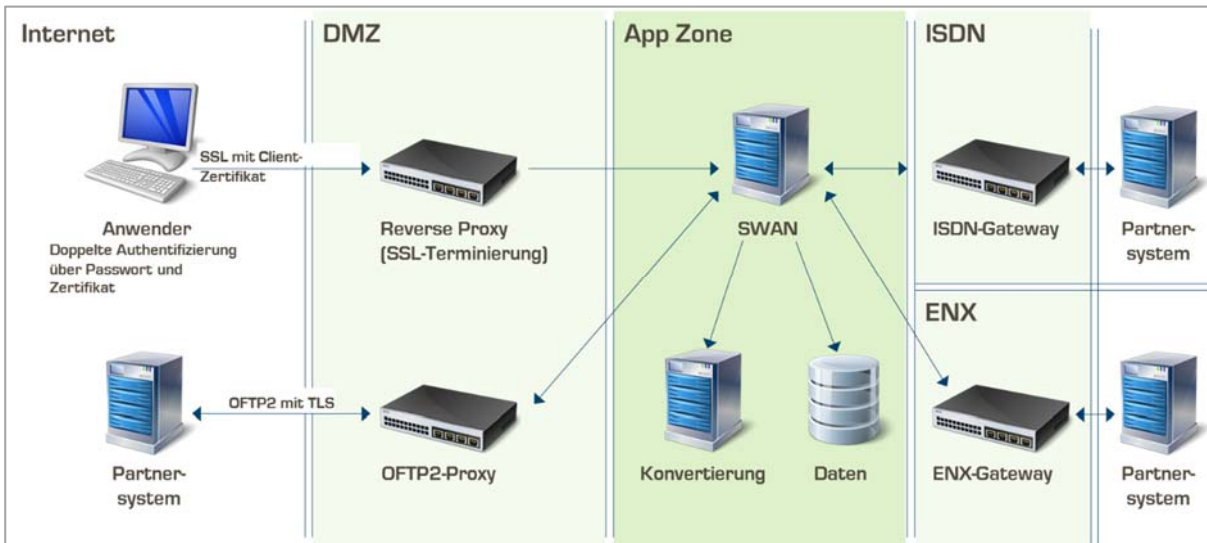 Internet
DMZ
App Zone
ISDN
SSL mit Client-
Zertifikat
Anwender
Doppelte Authentifizierung
über Passwort und
Zertifikat
Reverse Proxy
(SSL-Terminierung)
SWAN
ISDN-Gateway
Partner-
system
ENX
OFTP2 mit TLS
Partner-
system
OFTP2-Proxy
Konvertierung
Daten
ENX-Gateway
Partner-
system